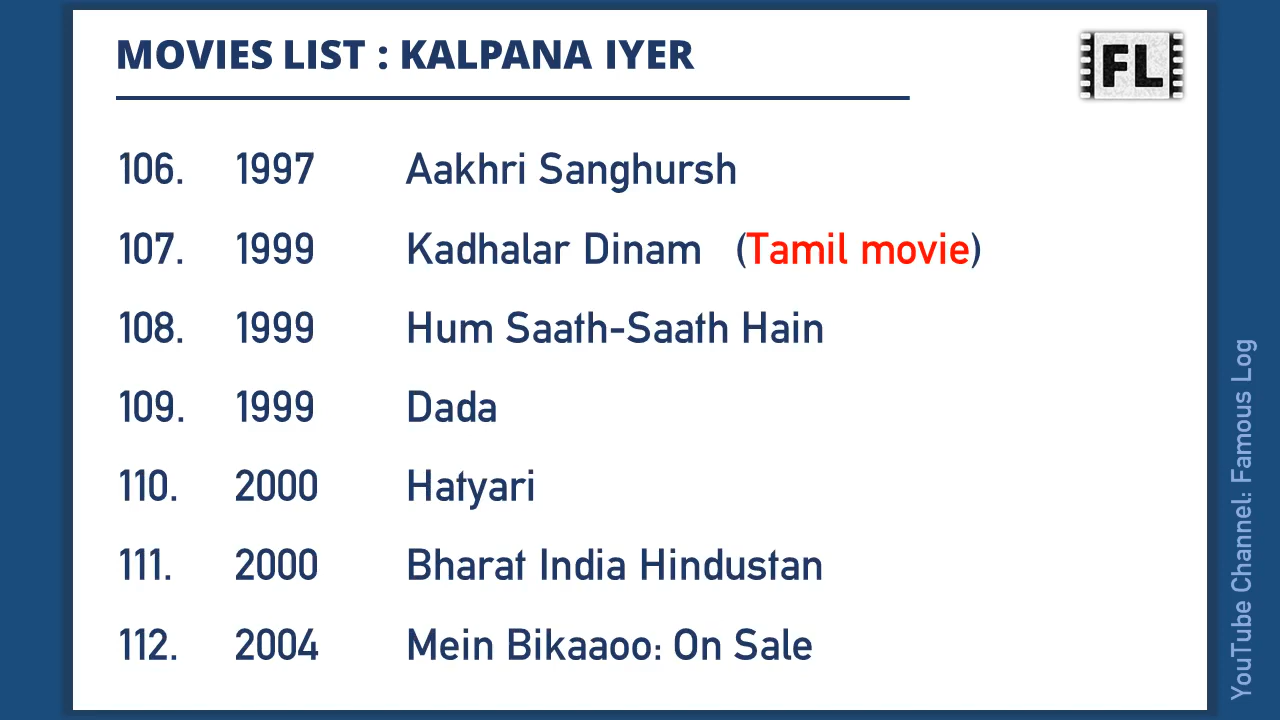 MOVIES LIST : KALPANA IYER
FL
106. 1997 Aakhri Sanghursh
107. 1999 Kadhalar Dinam (Tamil movie)
108. 1999 Hum Saath-Saath Hain
109. 1999 Dada
110. 2000 Hatyari
111. 2000 Bharat India Hindustan
112. 2004 Mein Bikaaoo: On Sale
YouTube Channel: Famous Log